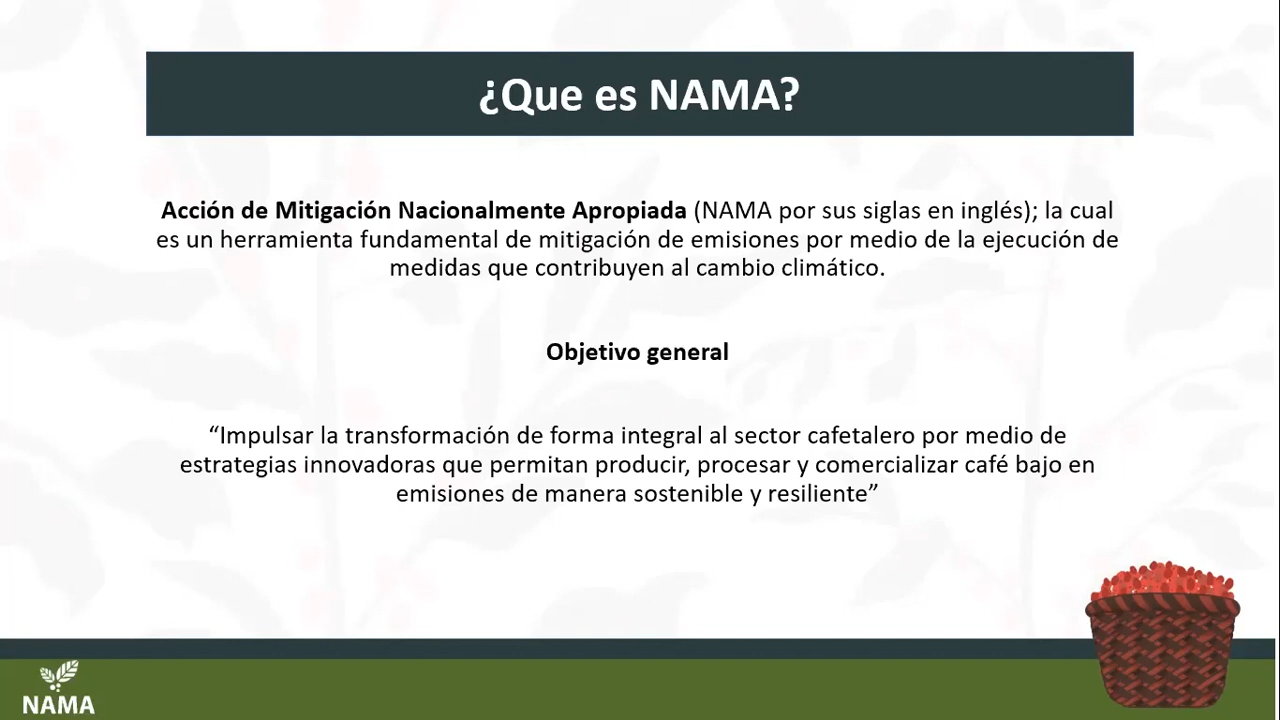 ¿Que es NAMA?
Acción de Mitigación Nacionalmente Apropiada (NAMA por sus siglas en inglés); la cual
es un herramienta fundamental de mitigación de emisiones por medio de la ejecución de
medidas que contribuyen al cambio climático.
Objetivo general
“Impulsar la transformación de forma integral al sector cafetalero por medio de
estrategias innovadoras que permitan producir, procesar y comercializar café bajo en
emisiones de manera sostenible y resiliente”
NAMA